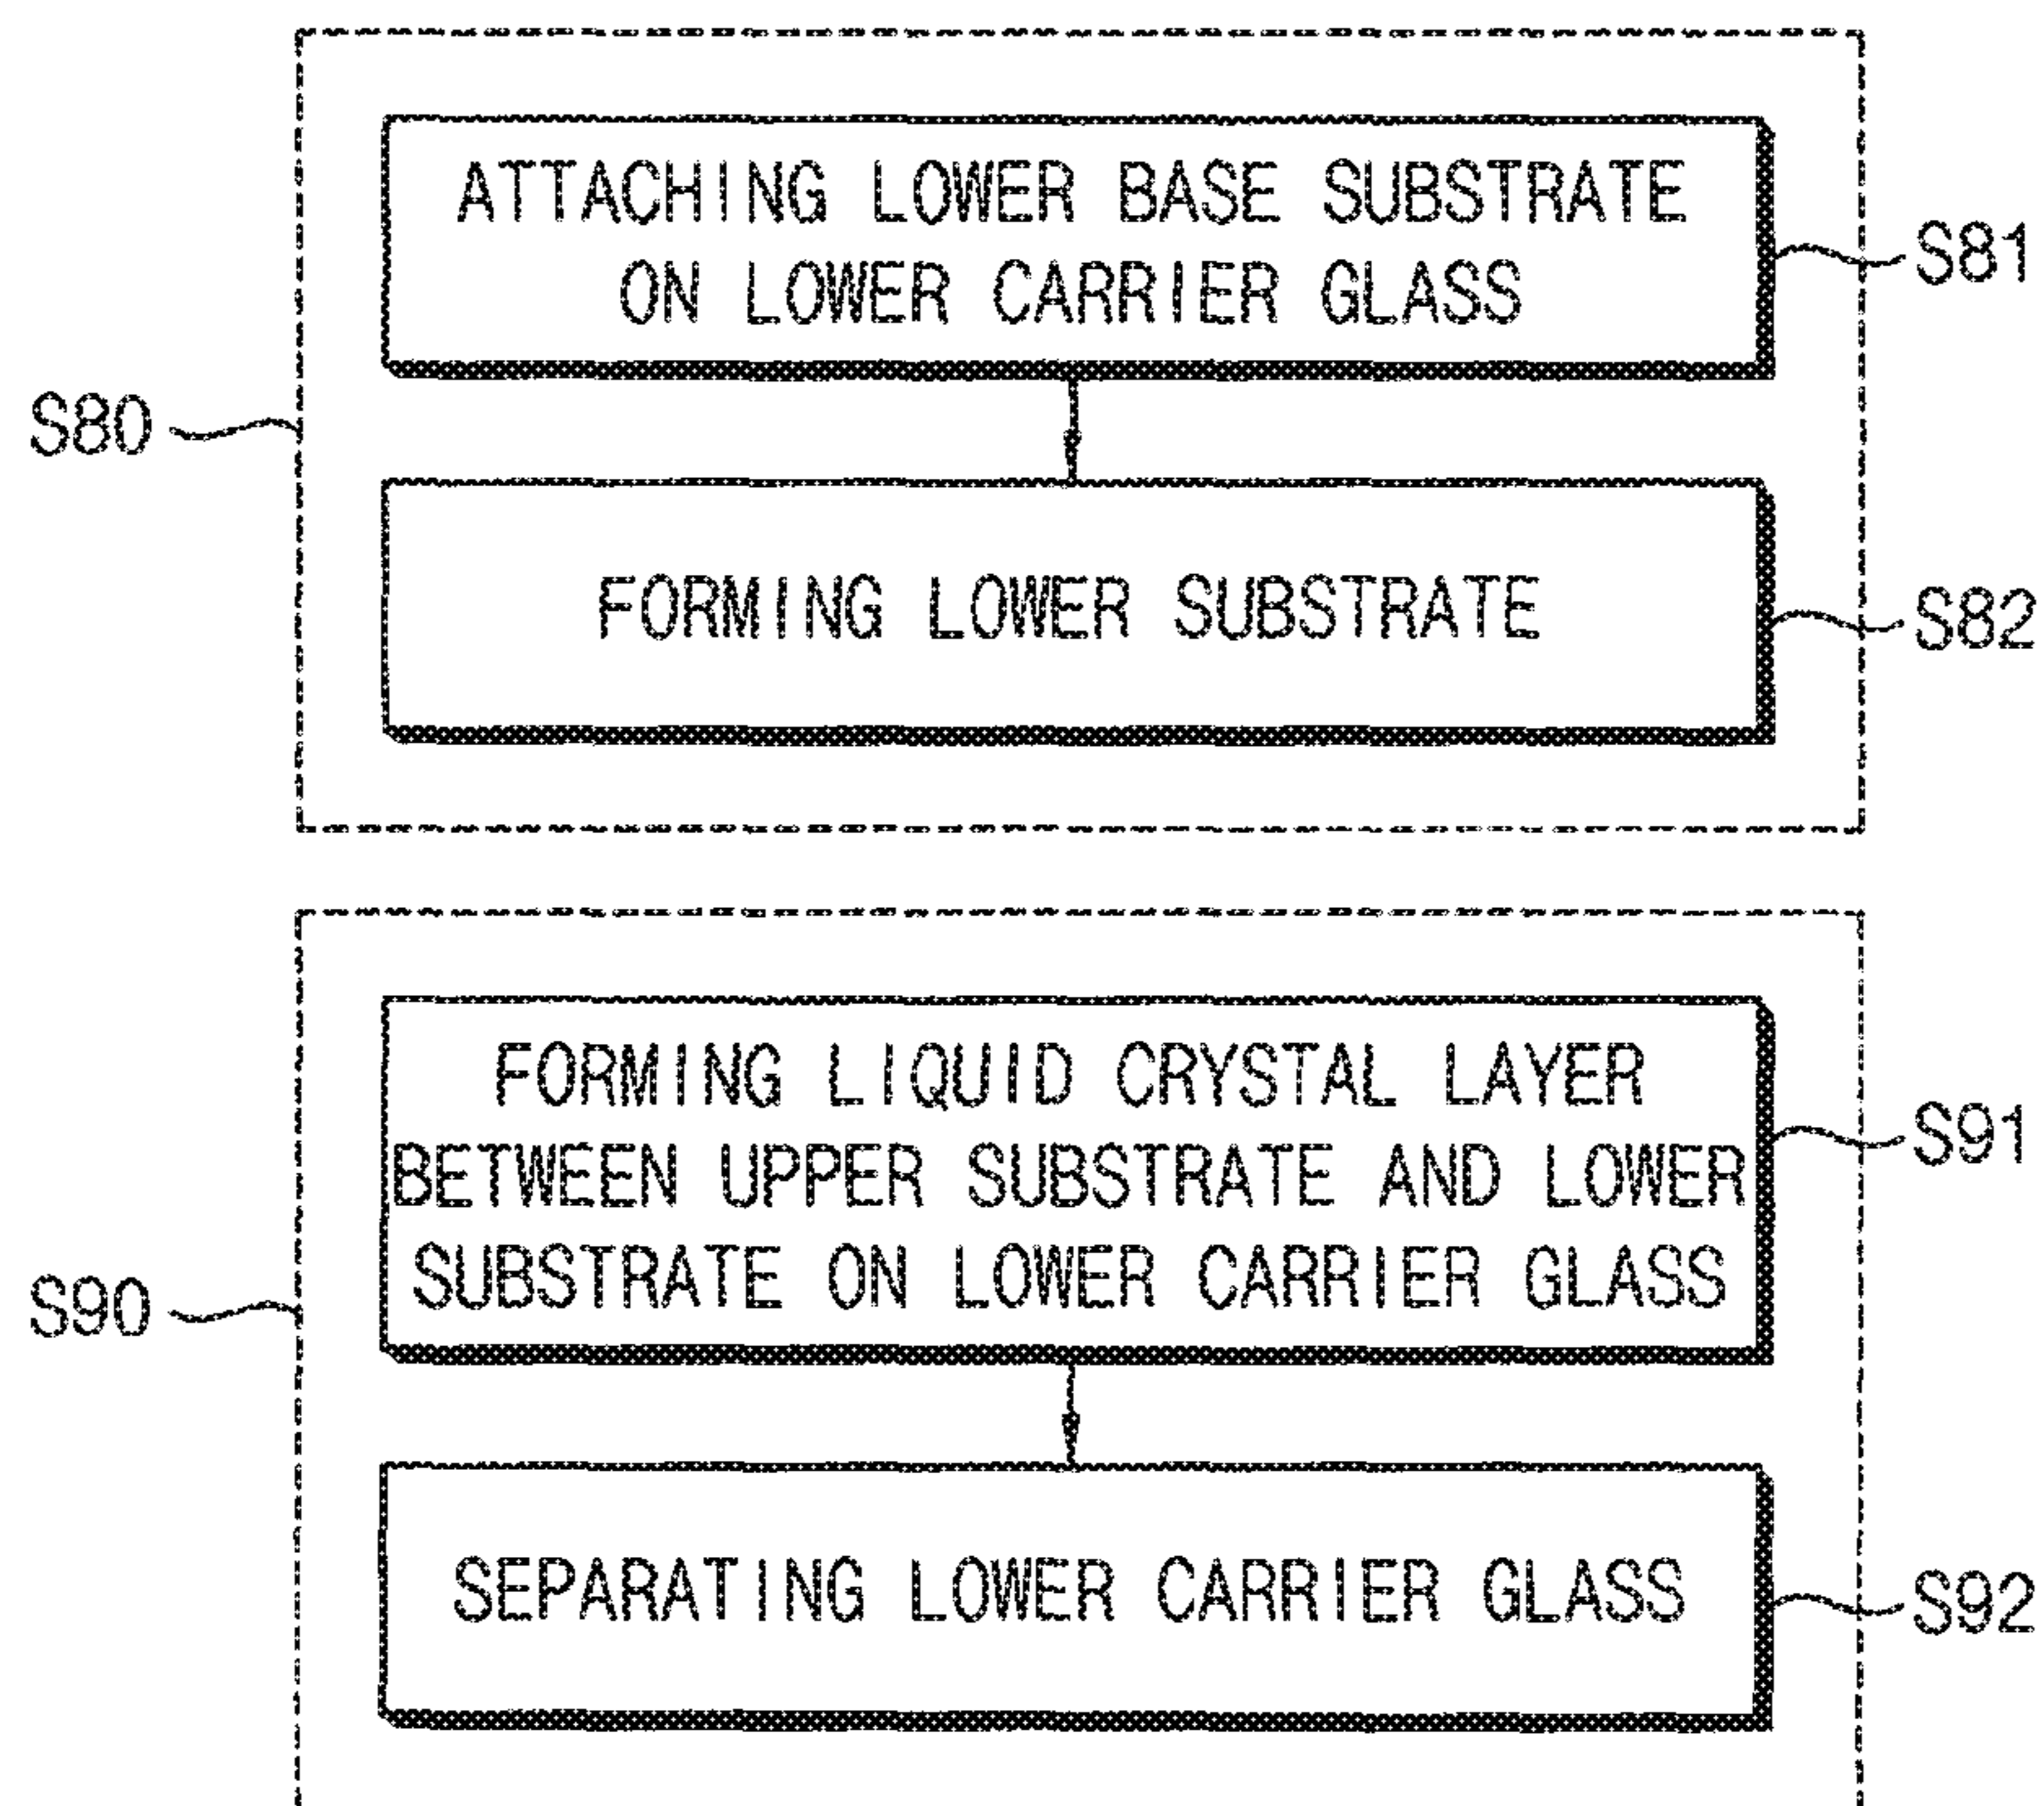 ATTACHING LOWER BASE SUBSTRATE
ON LOWER CARRIER GLASS
S81
S80
FORMING LOWER SUBSTRATE
S82
FORMING LIQUID CRYSTAL LAYER
BETWEEN UPPER SUBSTRATE AND LOWER
SUBSTRATE ON LOWER CARRIER GLASS
S91
S90
SEPARATING LOWER CARRIER GLASS
S92